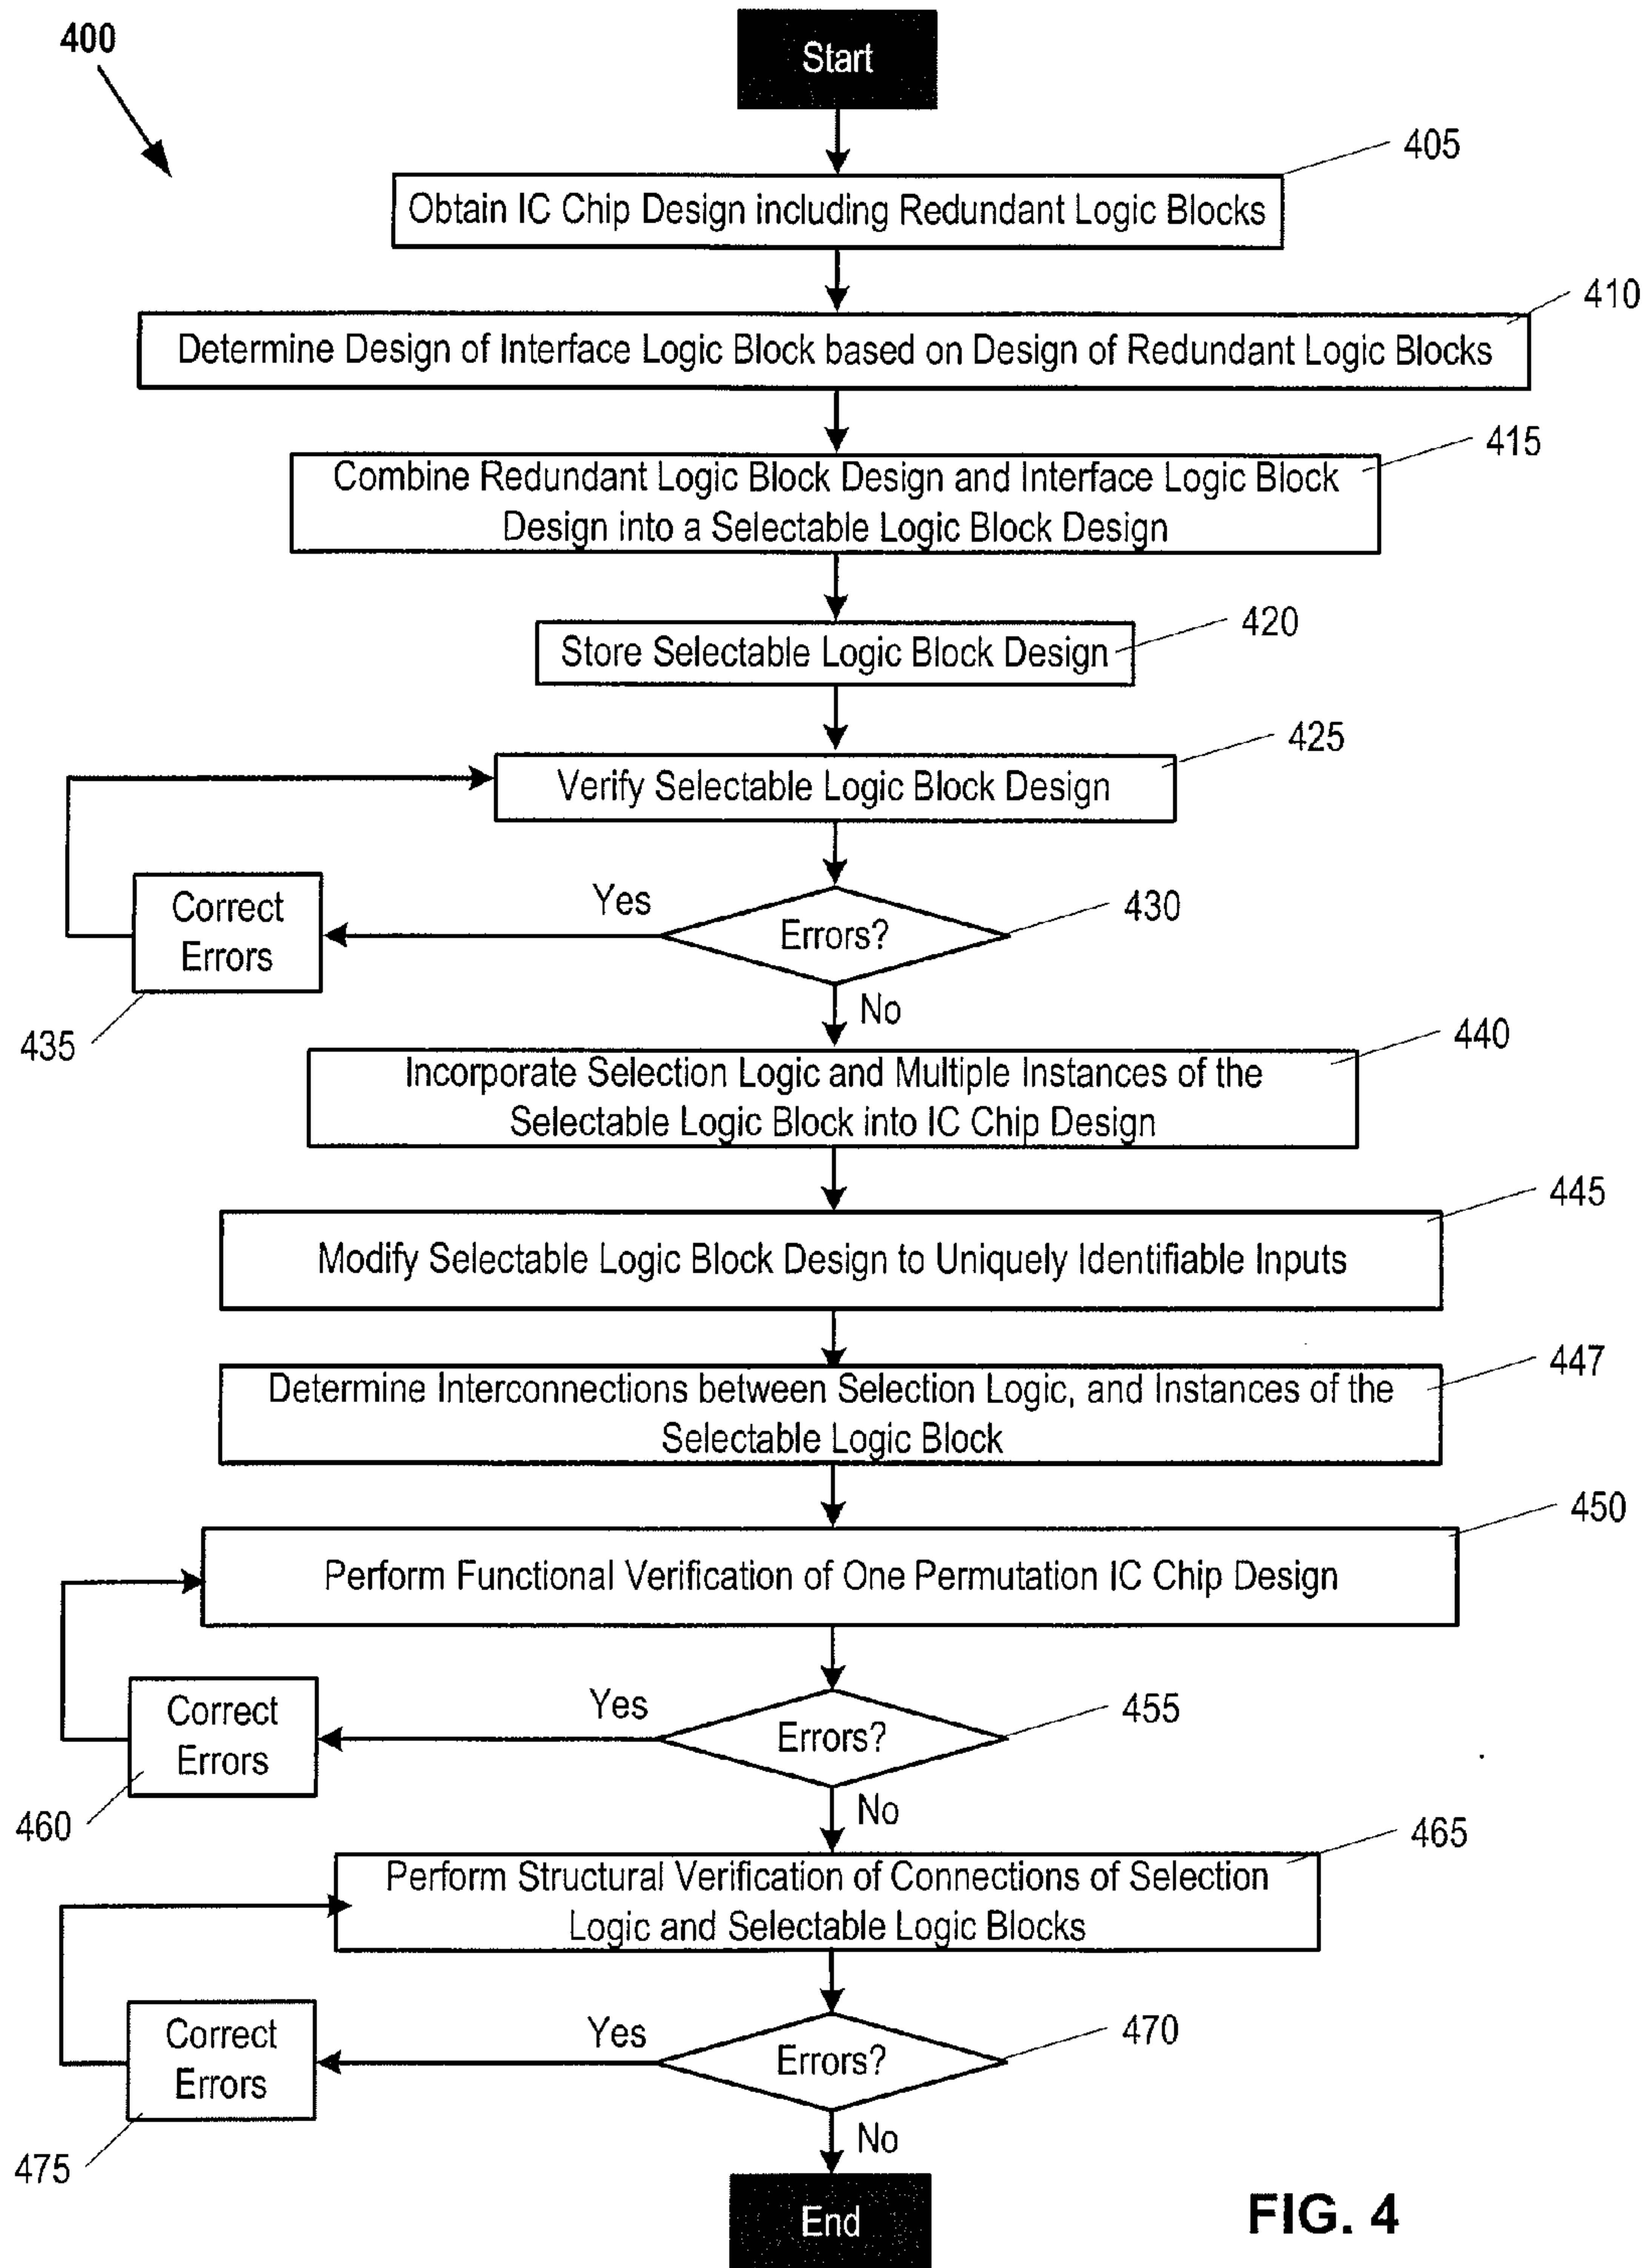 400
Start
405
Obtain IC Chip Design including Redundant Logic Blocks
410
Determine Design of Interface Logic Block based on Design of Redundant Logic Blocks
415
Combine Redundant Logic Block Design and Interface Logic Block
Design into a Selectable Logic Block Design
420
Store Selectable Logic Block Design
425
Verify Selectable Logic Block Design
Correct
Errors
Yes
Errors?
430
435
No
440
Incorporate Selection Logic and Multiple Instances of the
Selectable Logic Block into IC Chip Design
445
Modify Selectable Logic Block Design to Uniquely Identifiable Inputs
447
Determine Interconnections between Selection Logic, and Instances of the
Selectable Logic Block
450
Perform Functional Verification of One Permutation IC Chip Design
Correct
Errors
Yes
Errors?
455
460
No
465
Perform Structural Verification of Connections of Selection
Logic and Selectable Logic Blocks
Correct
Errors
Yes
Errors?
470
475
No
End
FIG. 4